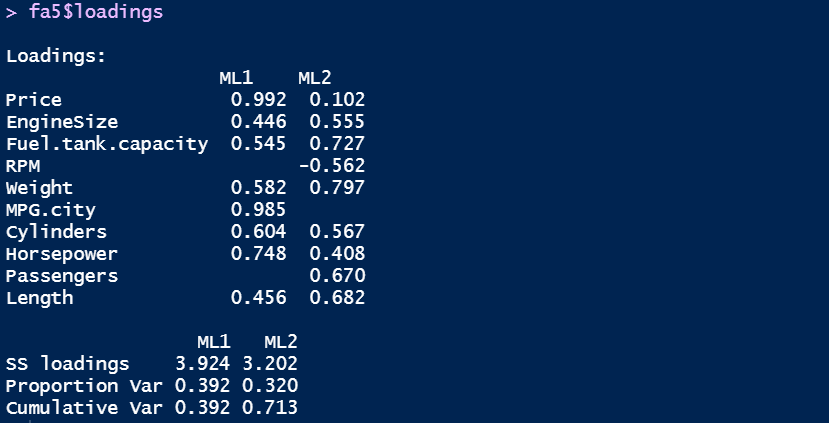 > fa5$loadings
Loadings:
ML1 ML2
Price 0.992 0.102
EngineSize 0.446 0.555
Fuel.tank.capacity 0.545 0.727
RPM -0.562
Weight 0.582 0.797
MPG.city 0.985
Cylinders 0.604 0.567
Horsepower 0.748 0.408
Passengers 0.670
Length 0.456 0.682
ML1 ML2
SS loadings 3.924 3.202
Proportion Var 0.392 0.320
Cumulative Var 0.392 0.713